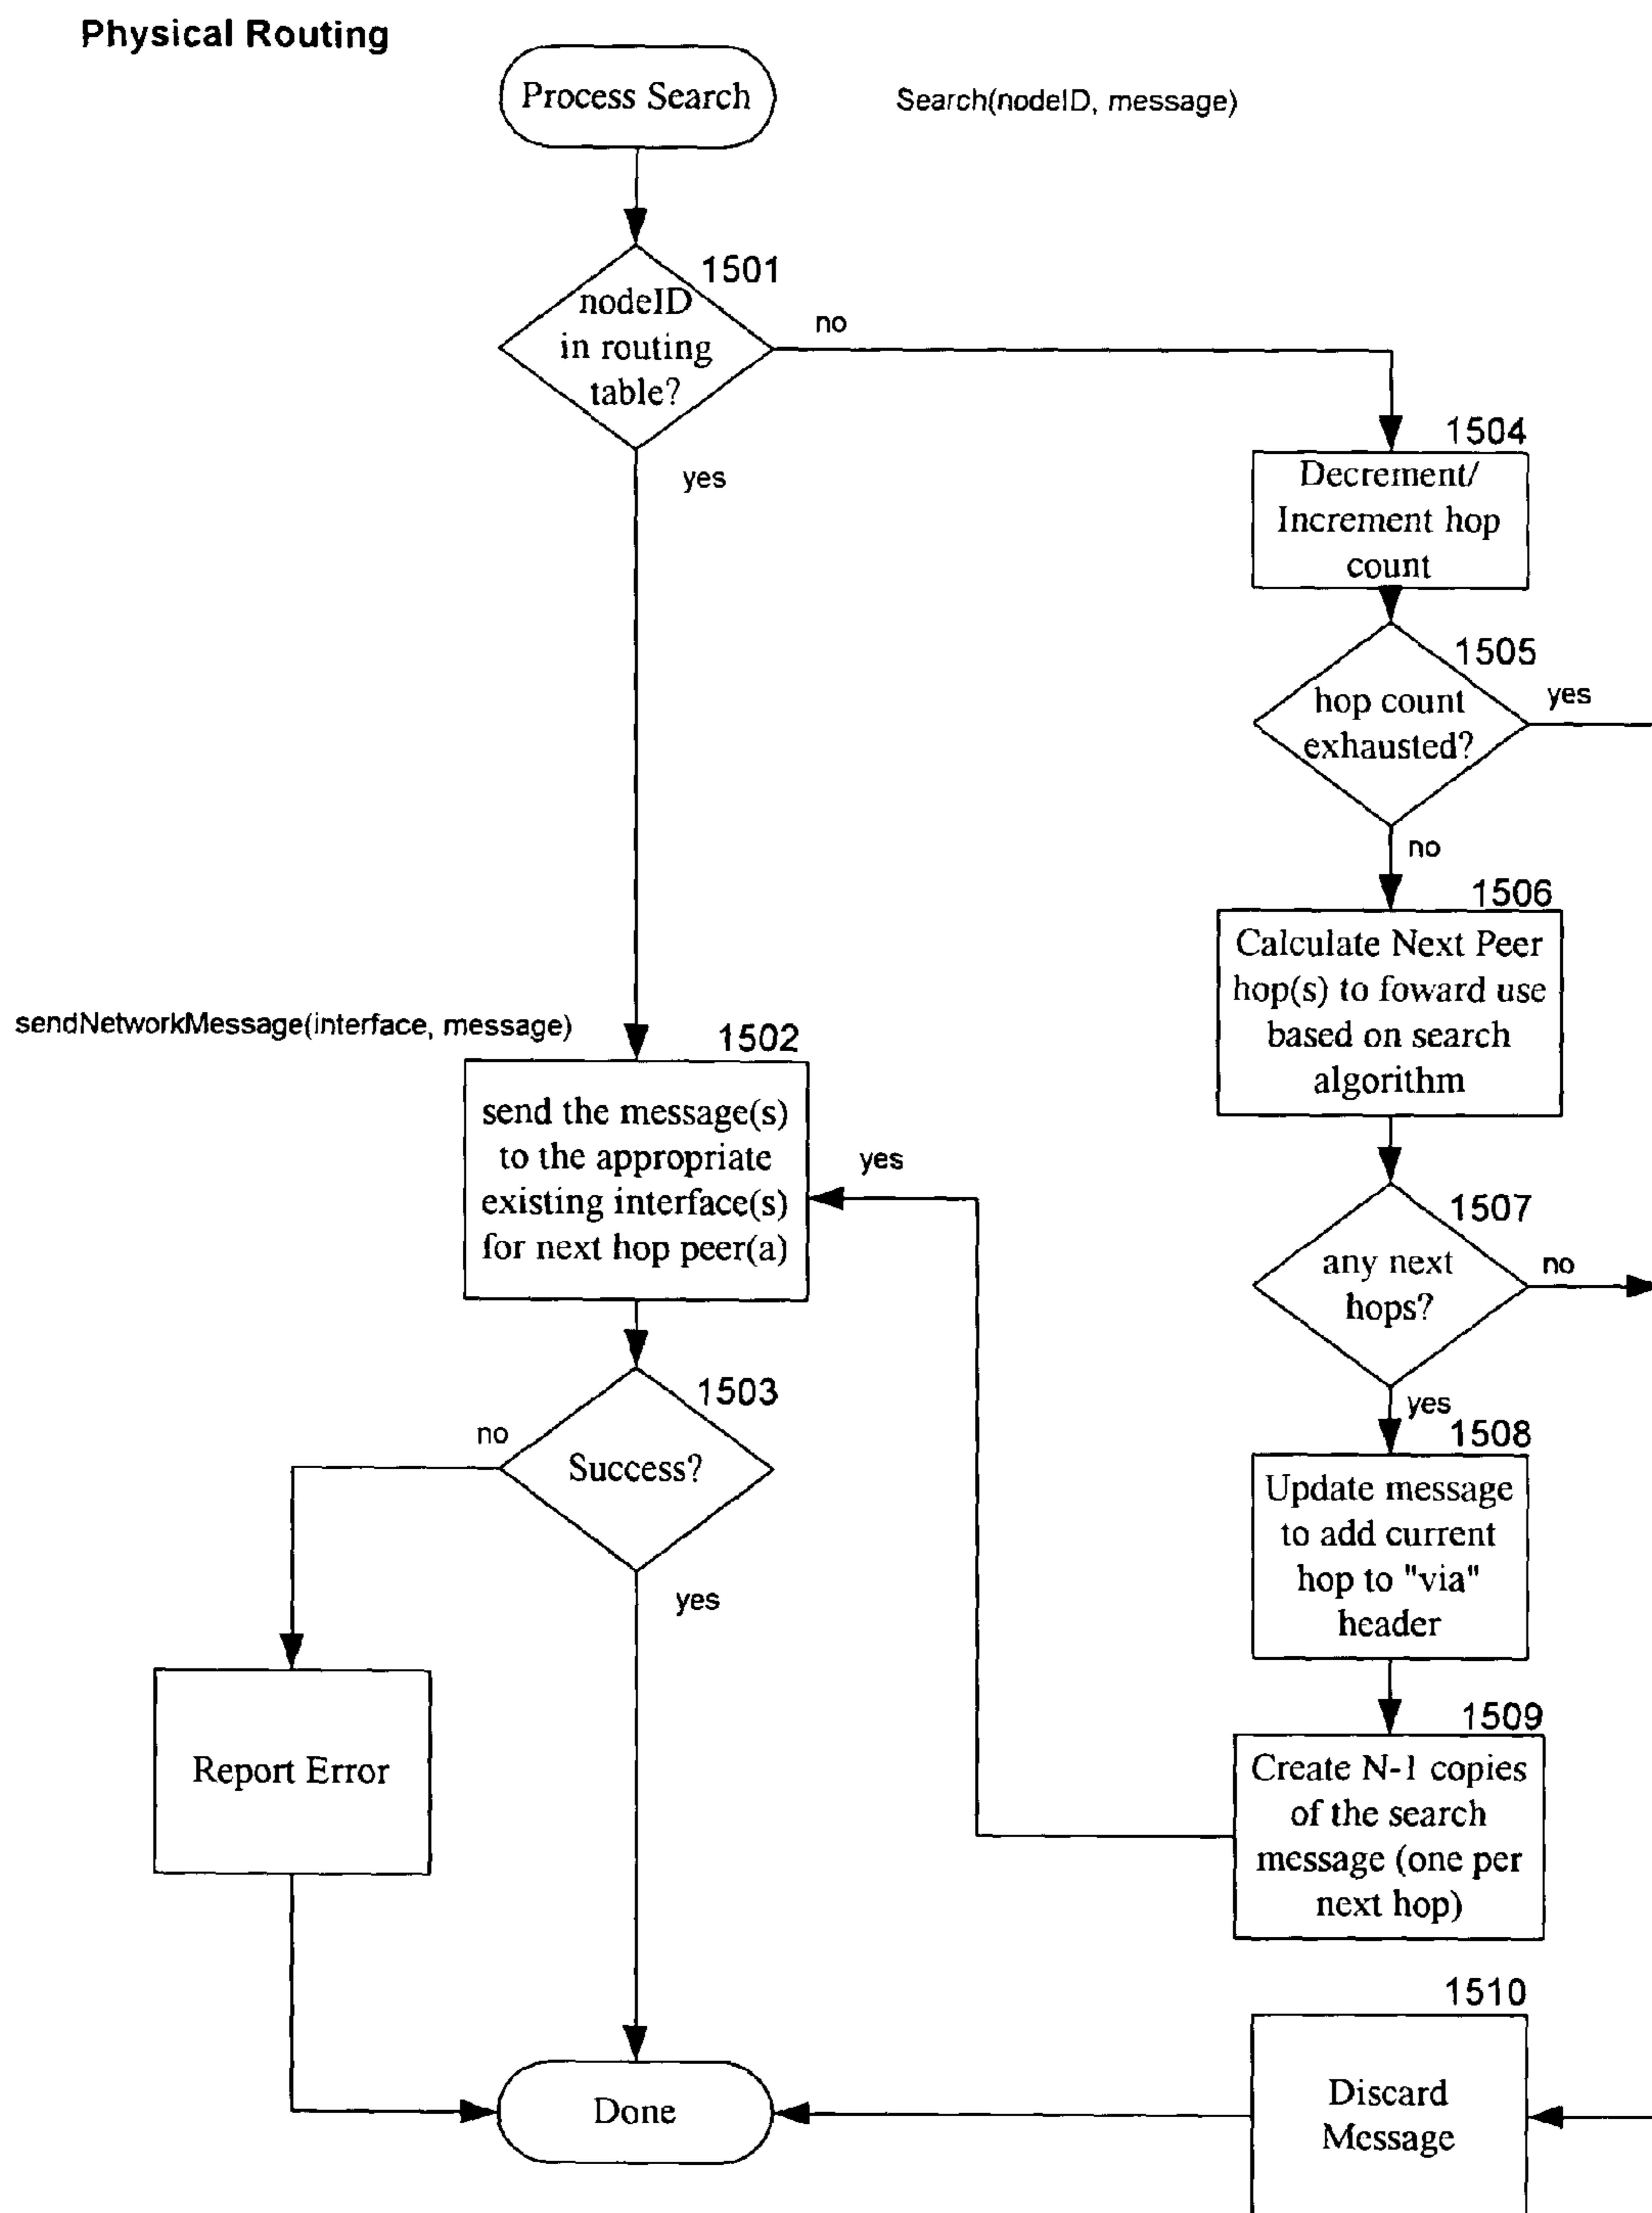 Physical Routing
Process Search
Search(nodeID, message)
1501
nodeID
in routing
table?
no
yes
1504
Decrement/
Increment hop
count
1505
hop count
exhausted?
yes
no
1506
Calculate Next Peer
hop(s) to foward use
based on search
algorithm
sendNetworkMessage(interface, message)
1502
send the message(s)
to the appropriate
existing interface(s)
for next hop peer(a)
yes
1507
any next
hops?
no
yes
1503
Success?
no
yes
1508
Update message
to add current
hop to "via"
header
1509
Create N-1 copies
of the search
message (one per
next hop)
Report Error
1510
Discard
Message
Done